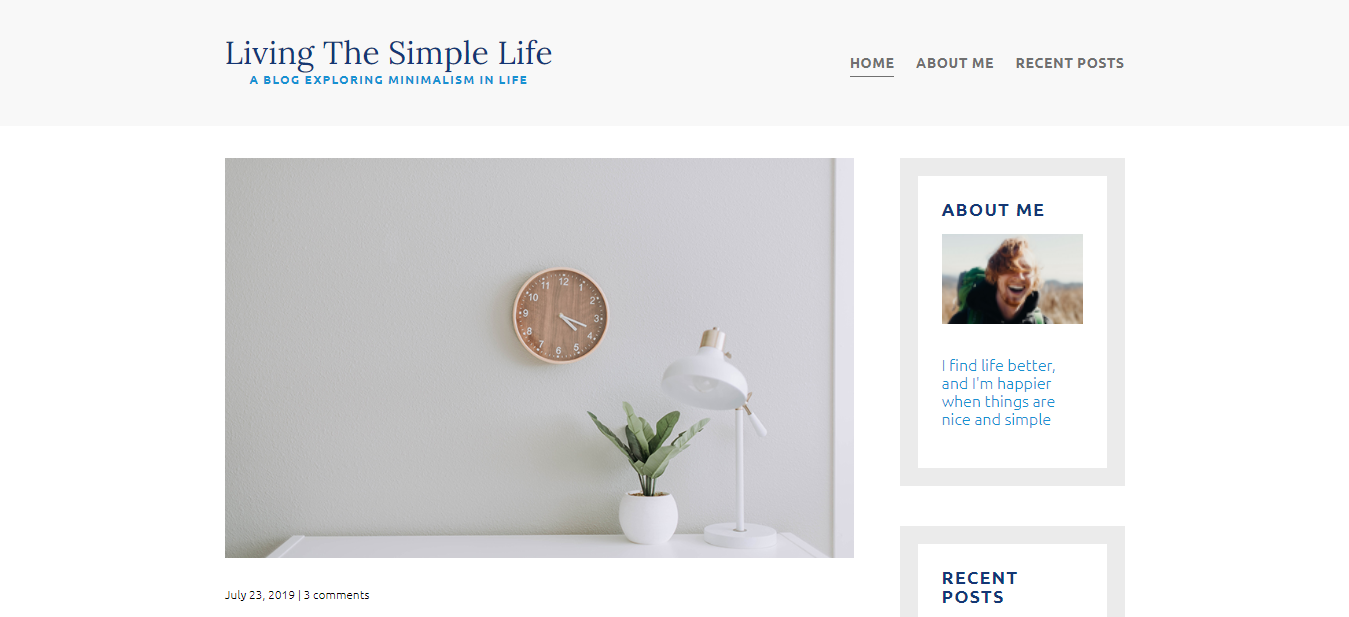 Living The Simple Life
A BLOG EXPLORING MINIMALISM IN LIFE
HOME ABOUT ME RECENT POSTS
12
1
2
3
4
5
6
7
8
9
10
11
July 23, 2019 | 3 comments
ABOUT ME
I find life better,
and I'm happier
when things are
nice and simple
RECENT
POSTS